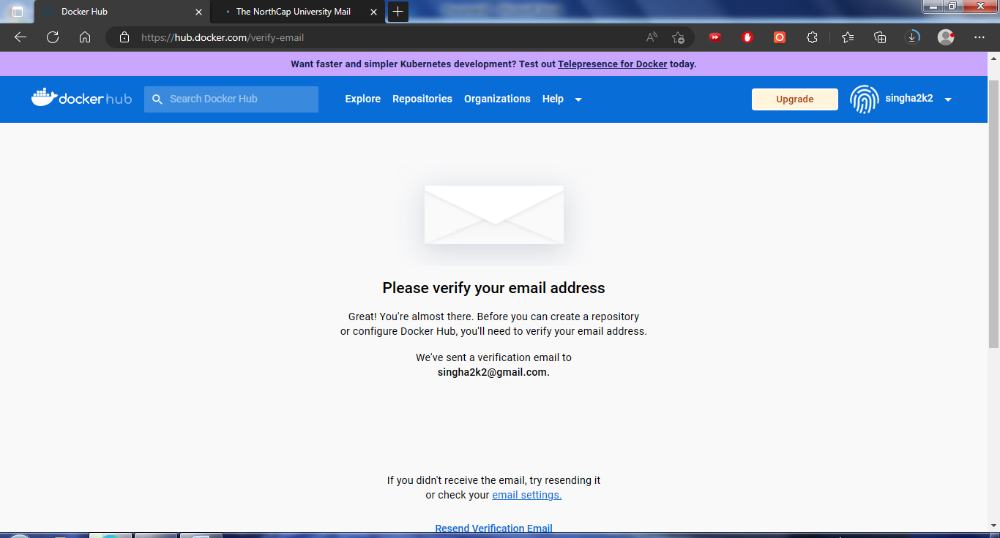 Docker Hub
The NorthCap University Mail
https://hub.docker.com/verify-email
Want faster and simpler Kubernetes development? Test out Telepresence for Docker today.
docker hub
Search Docker Hub
Explore
Repositories
Organizations
Help
Upgrade
singha2k2
Please verify your email address
Great! You're almost there. Before you can create a repository
or configure Docker Hub, you'll need to verify your email address.
We've sent a verification email to
singha2k2@gmail.com.
If you didn't receive the email, try resending it
or check your email settings.
Resend Verification Email